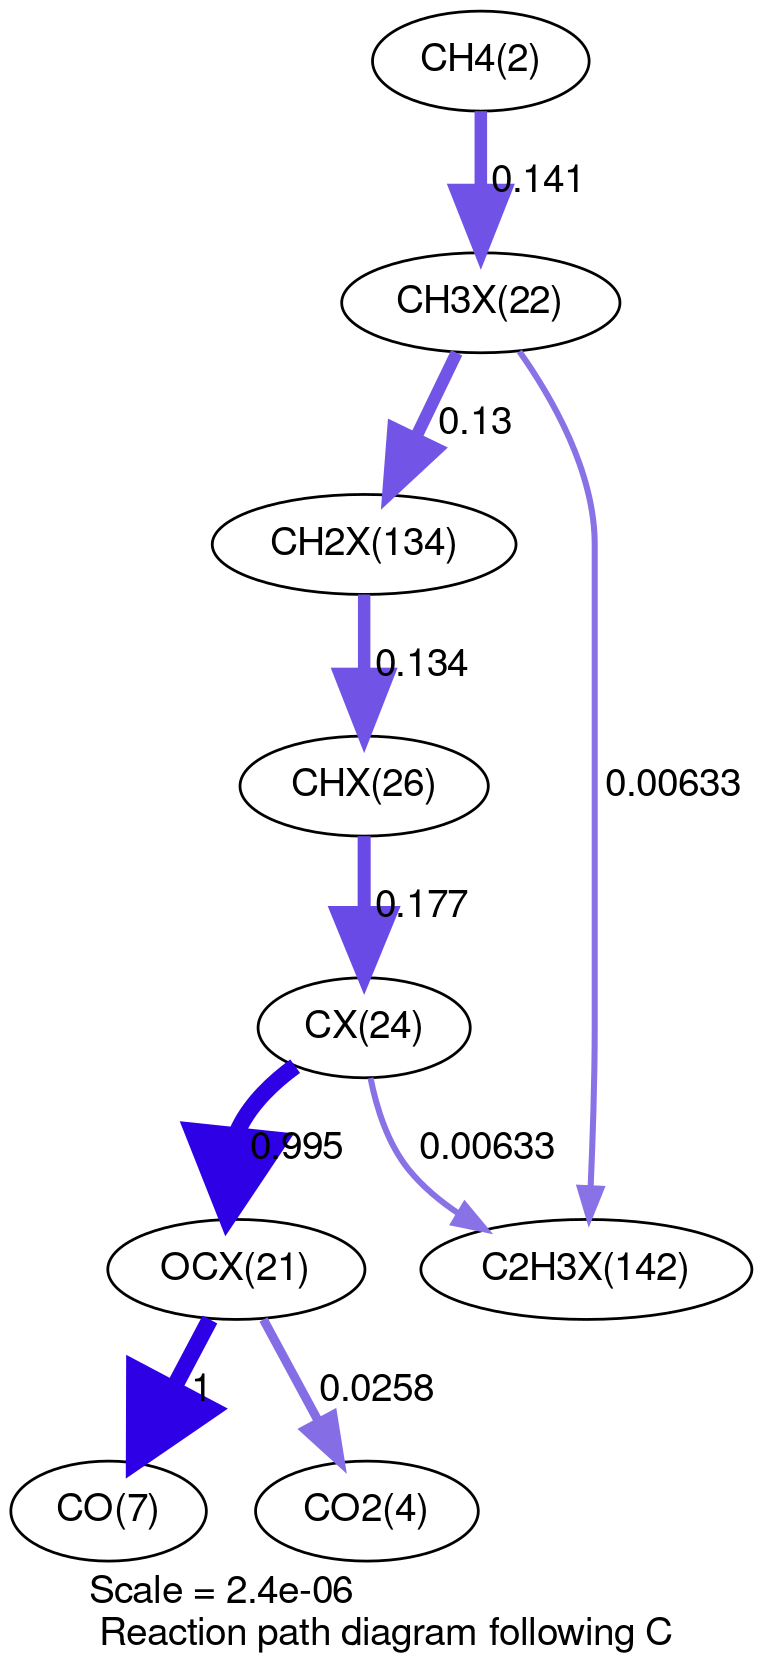 CH4(2)
0.141
CH3X(22)
0.13
CH2X(134)
0.134
CHX(26)
0.00633
0.177
CX(24)
0.995
0.00633
OCX(21)
C2H3X(142)
1
0.0258
CO(7)
CO2(4)
Scale = 2.4e-06
Reaction path diagram following C